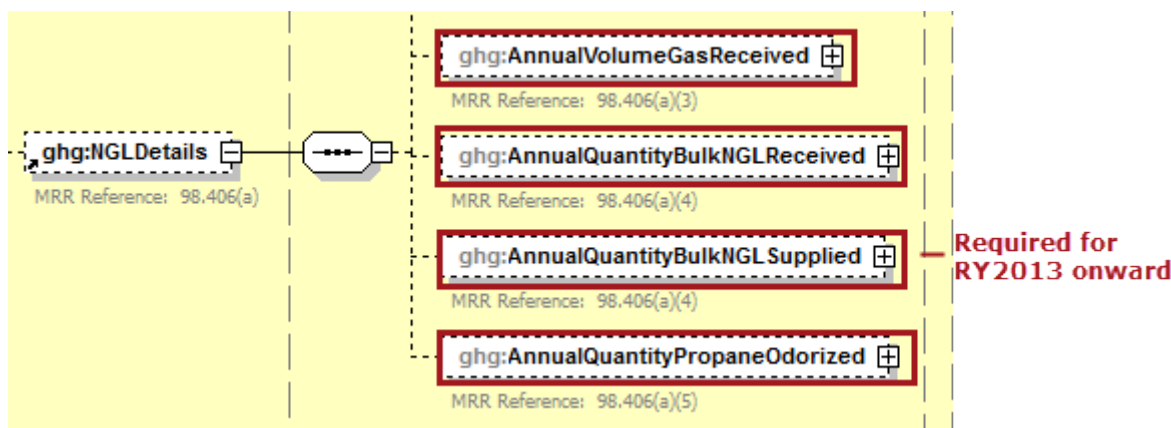 ghg:AnnualVolumeGasReceived
MRR Reference: 98.406(a)(3)
ghg:NGLDetails
MRR Reference: 98.406(a)
ghg:AnnualQuantityBulkNGLReceived
MRR Reference: 98.406(a)(4)
ghg:AnnualQuantityBulkNGLSupplied
MRR Reference: 98.406(a)(4)
Required for
RY2013 onward
ghg:AnnualQuantityPropaneOdorized
MRR Reference: 98.406(a)(5)